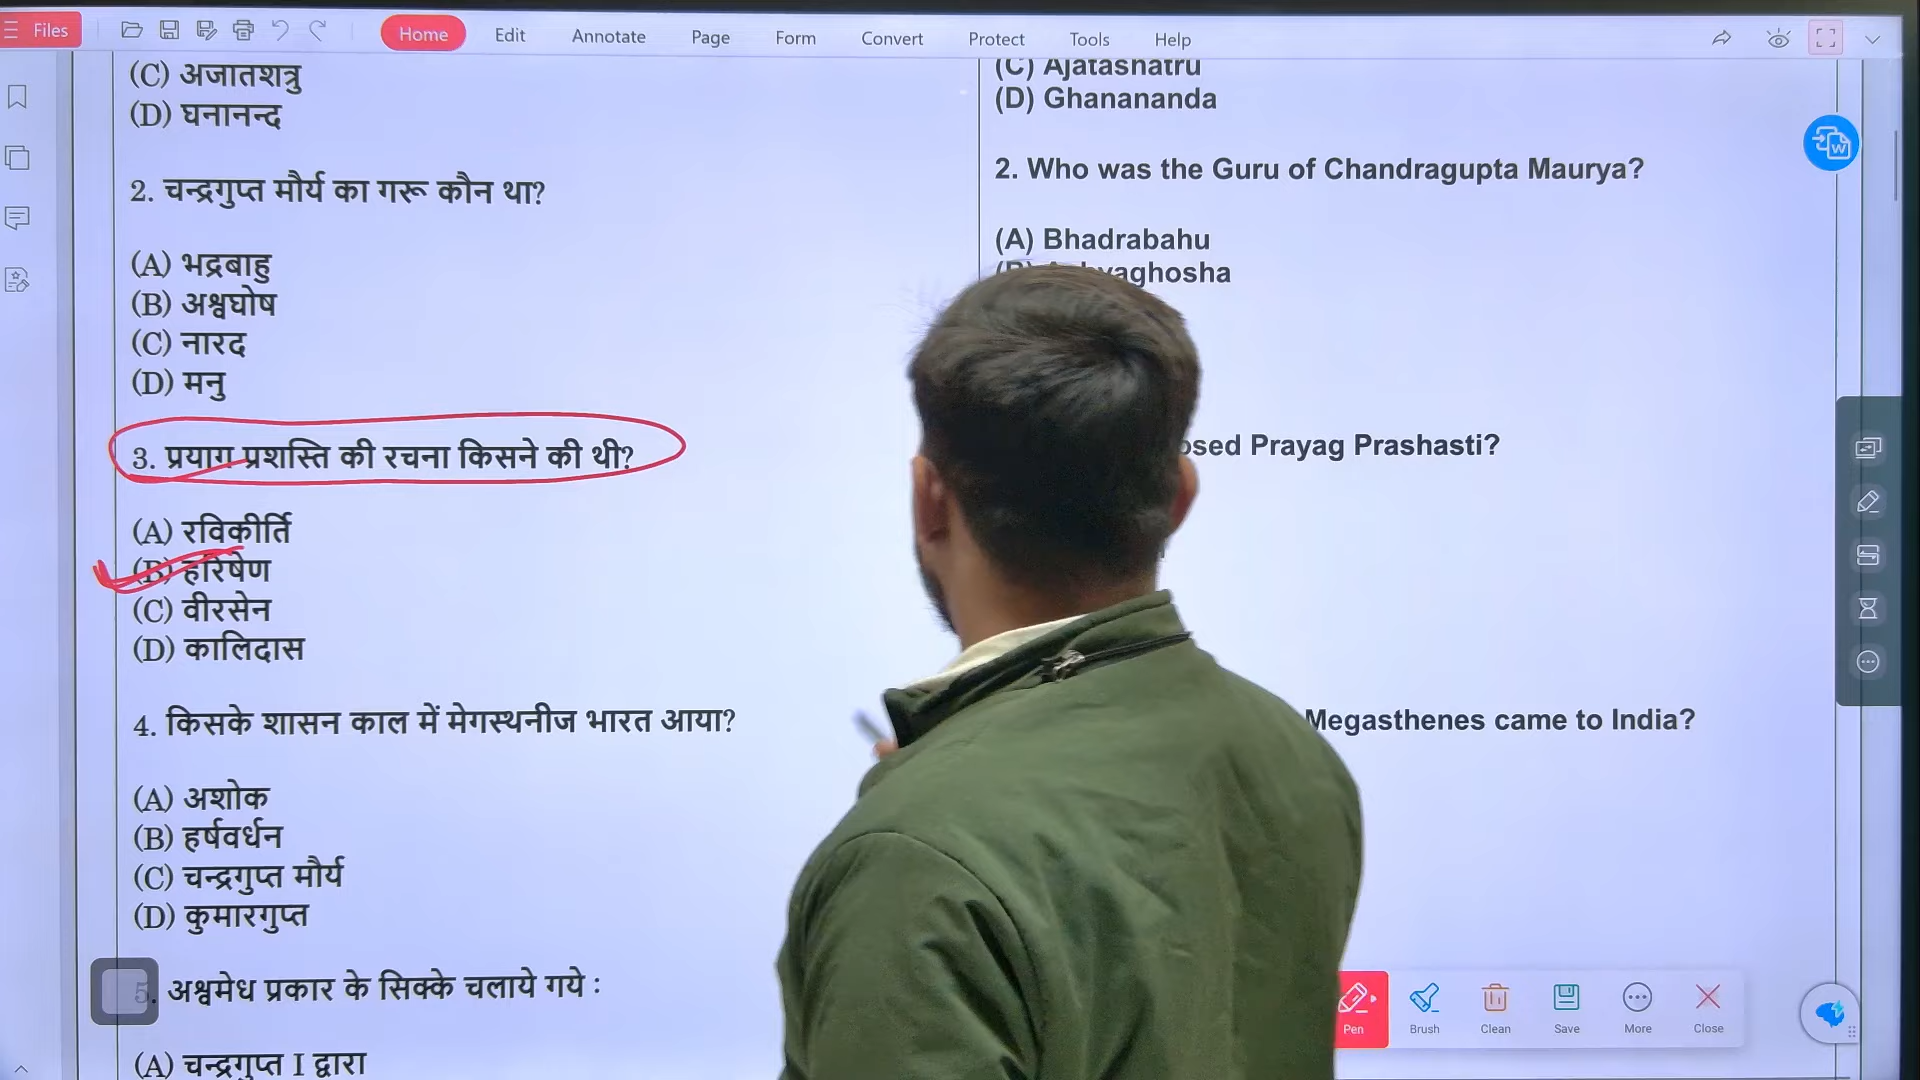 Files
Home Edit Annotate Page Form Convert Protect Tools Help
(C) अजातशत्रु
(D) घनानन्द
2. चन्द्रगुप्त मौर्य का गरू कौन था?
(A) भद्रबाहु
(B) अश्वघोष
(C) नारद
(D) मनु
3. प्रयाग प्रशस्ति की रचना किसने की थी?
(A) रविकीर्ति
(B) हरिषेण
(C) वीरसेन
(D) कालिदास
4. किसके शासन काल में मेगस्थनीज भारत आया?
(A) अशोक
(B) हर्षवर्धन
(C) चन्द्रगुप्त मौर्य
(D) कुमारगुप्त
5. अश्वमेध प्रकार के सिक्के चलाये गये :
(A) चन्द्रगुप्त I द्वारा
(C) Ajatashatru
(D) Ghanananda
2. Who was the Guru of Chandragupta Maurya?
(A) Bhadrabahu
Prayag Prashasti?
Megasthenes came to India?
Pen Brush Clean Save More Close